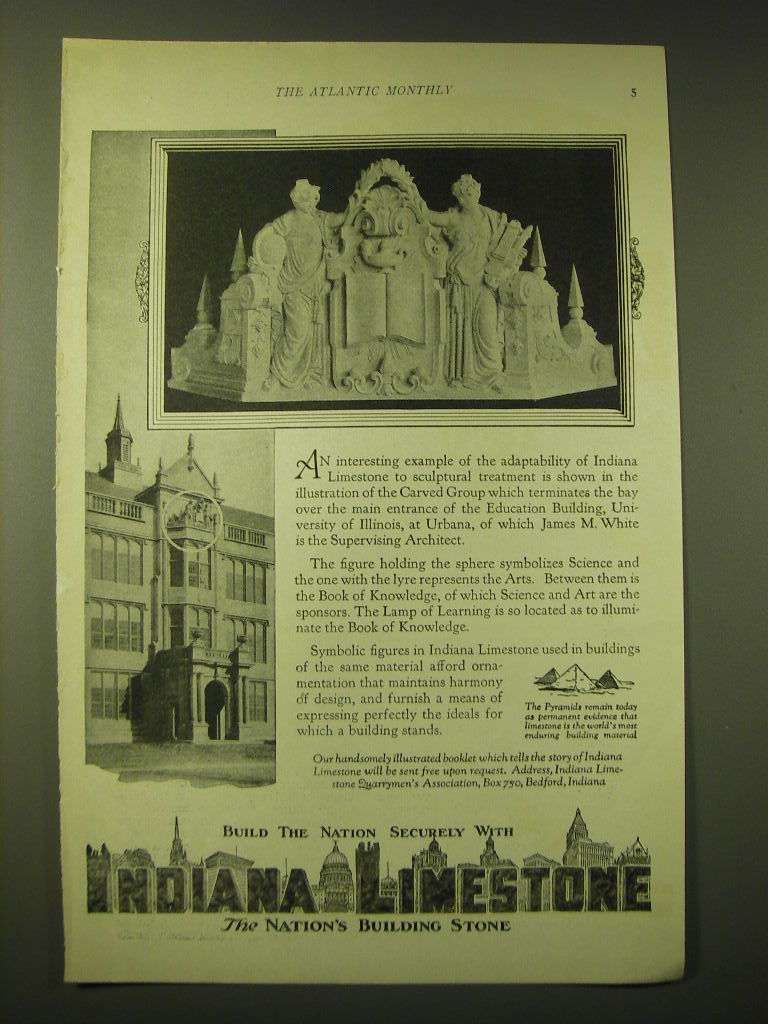 THE ATLANTIC MONTHLY
5
AN interesting example of the adaptability of Indiana
Limestone to sculptural treatment is shown in the
illustration of the Carved Group which terminates the bay
over the main entrance of the Education Building, Uni-
versity of Illinois, at Urbana, of which James M. White
is the Supervising Architect.
The figure holding the sphere symbolizes Science and
the one with the lyre represents the Arts. Between them is
the Book of Knowledge, of which Science and Art are the
sponsors. The Lamp of Learning is so located as to illumi-
nate the Book of Knowledge.
Symbolic figures in Indiana Limestone used in buildings
of the same material afford orna-
mentation that maintains harmony
of design, and furnish a means of
expressing perfectly the ideals for
which a building stands.
The Pyramids remain today
as permanent evidence that
limestone is the world's most
enduring building material
Our handsomely illustrated booklet which tells the story of Indiana
Limestone will be sent free upon request. Address, Indiana Lime-
stone Quarrymen's Association, Box 750, Bedford, Indiana
BUILD THE NATION SECURELY WITH
INDIANA LIMESTONE
The NATION'S BUILDING STONE